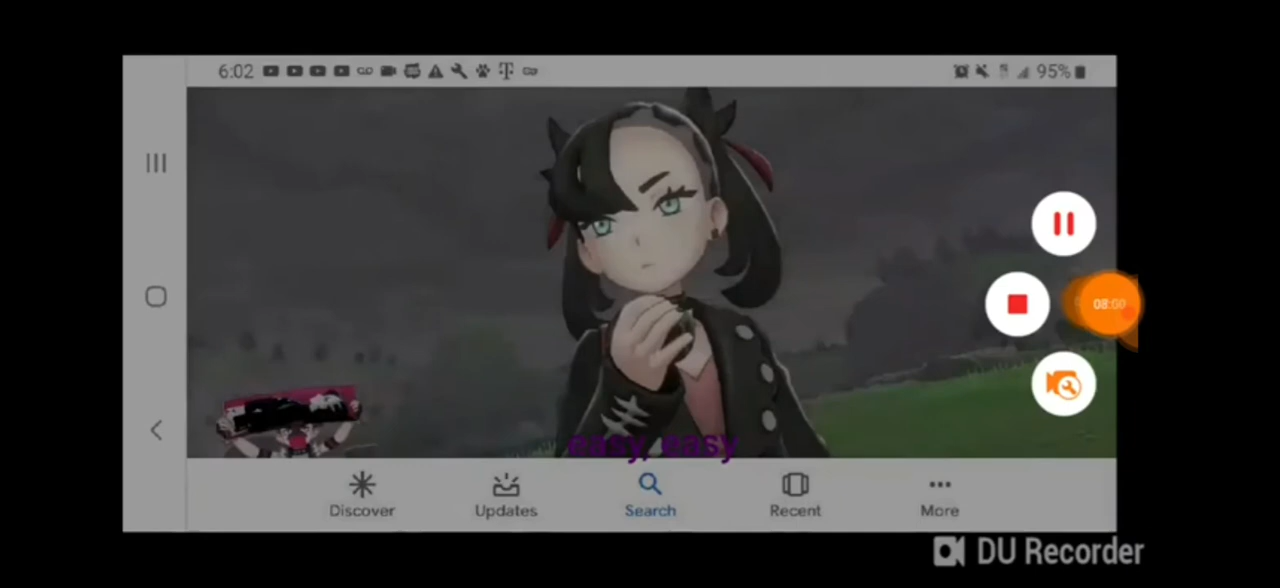 6:02
95%
08:00
easy, easy
Discover
Updates
Search
Recent
More
DU Recorder